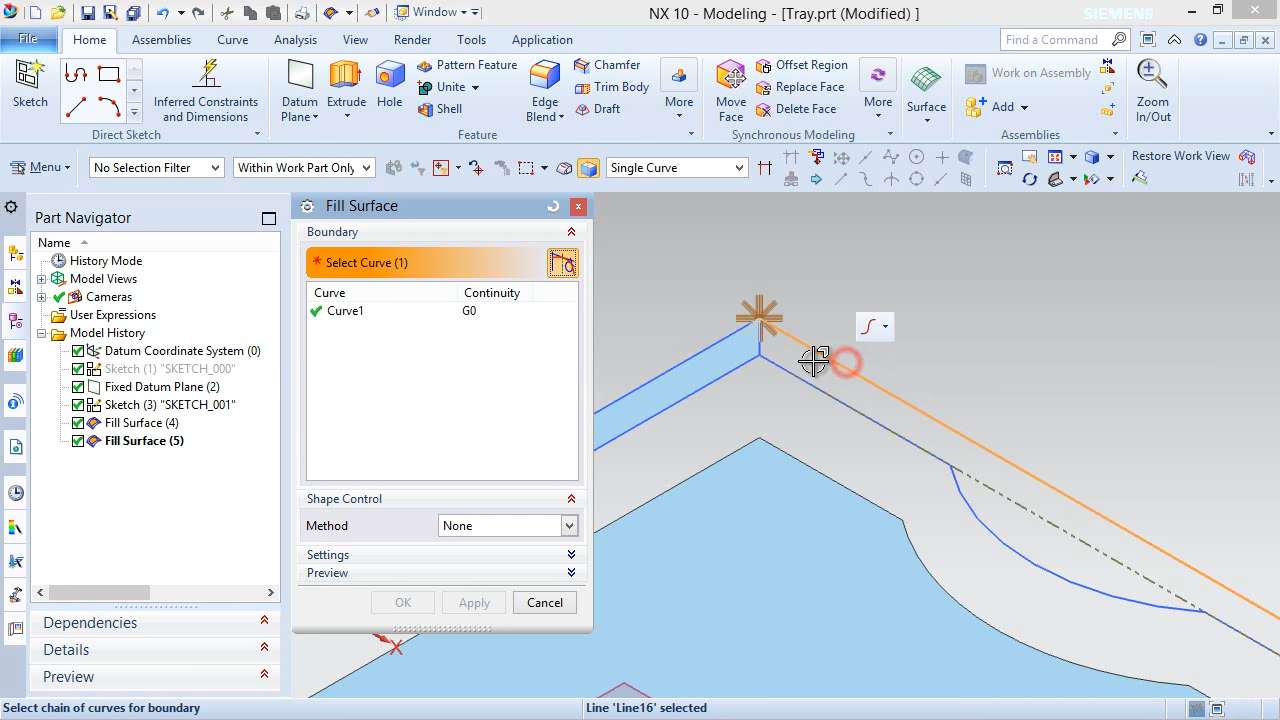 NX 10 - Modeling - [Tray.prt (Modified) ]
SIEMENS
Window
File
Home
Assemblies
Curve
Analysis
View
Render
Tools
Application
Find a Command
Sketch
Inferred Constraints
and Dimensions
Direct Sketch
Datum
Plane
Extrude
Hole
Pattern Feature
Unite
Shell
Edge
Blend
Chamfer
Trim Body
Draft
More
Feature
Move
Face
Offset Region
Replace Face
Delete Face
More
Synchronous Modeling
Surface
Work on Assembly
Add
Assemblies
Zoom
In/Out
Menu
No Selection Filter
Within Work Part Only
Single Curve
Restore Work View
Part Navigator
Name
History Mode
Model Views
Cameras
User Expressions
Model History
Datum Coordinate System (0)
Sketch (1) "SKETCH_000"
Fixed Datum Plane (2)
Sketch (3) "SKETCH_001"
Fill Surface (4)
Fill Surface (5)
Dependencies
Details
Preview
Fill Surface
Boundary
* Select Curve (1)
Curve Continuity
Curve1 G0
Shape Control
Method None
Settings
Preview
OK Apply Cancel
X
Select chain of curves for boundary
Line 'Line16' selected